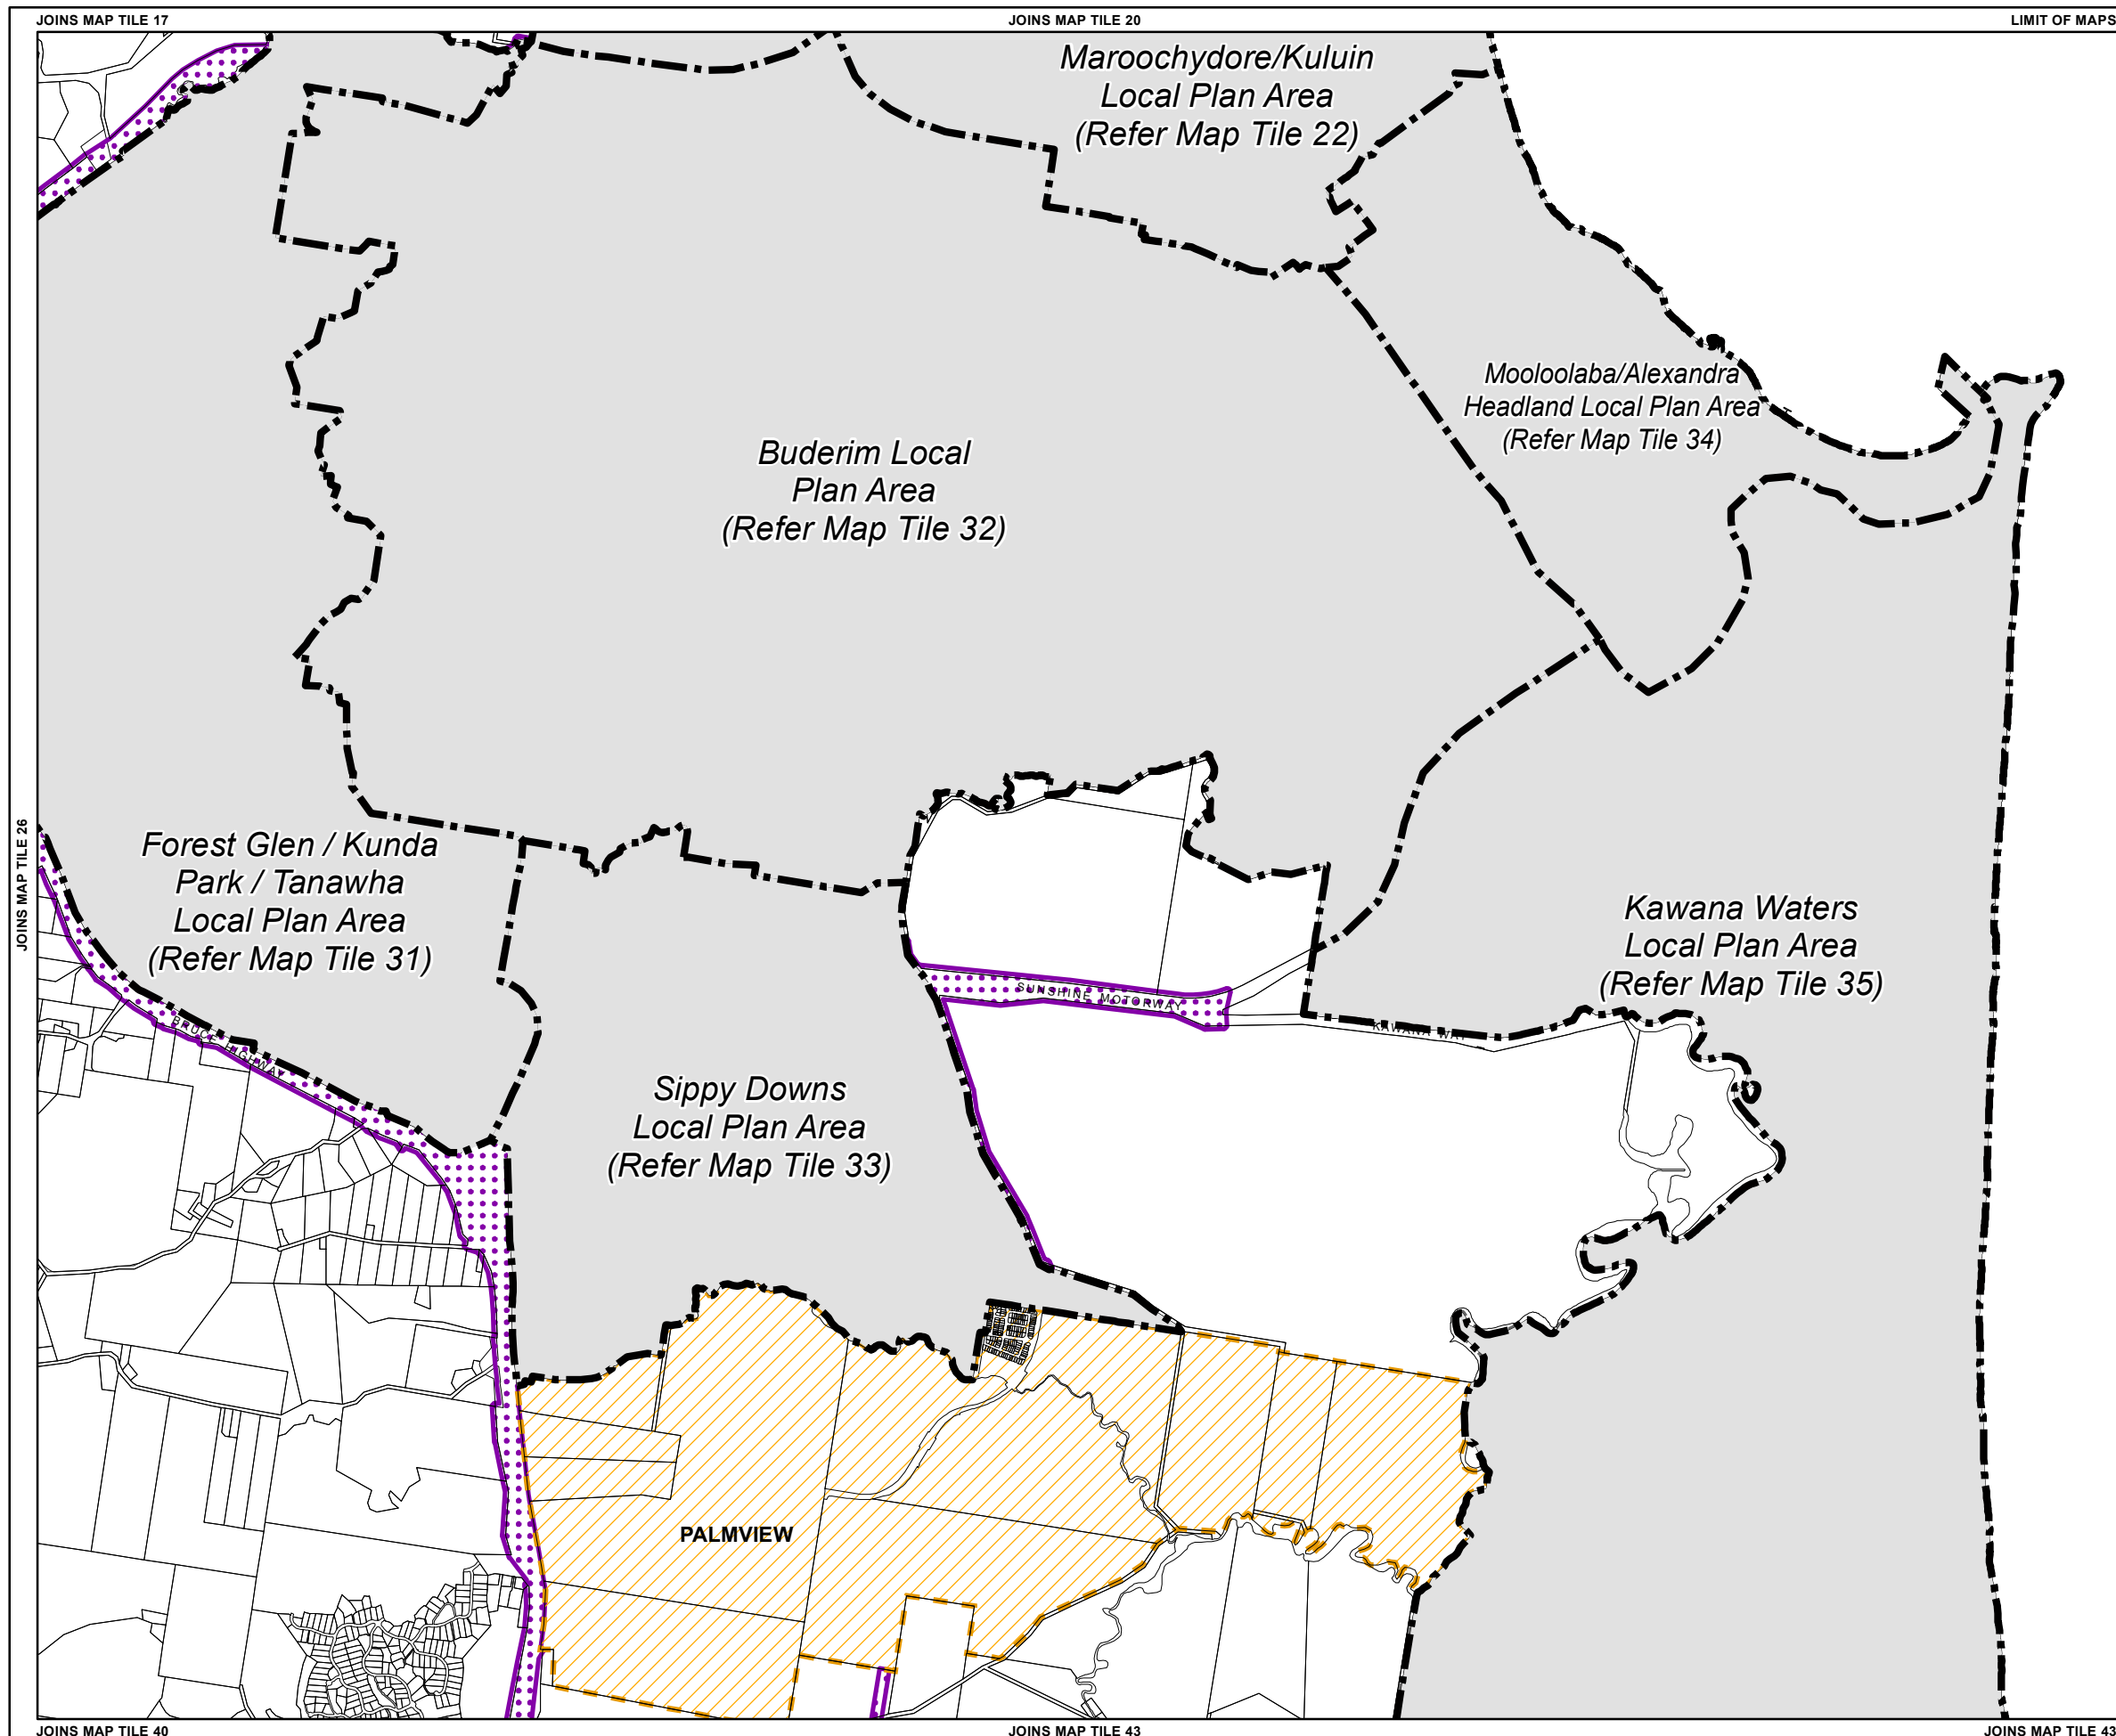 JOINS MAP TILE 17
JOINS MAP TILE 20
LIMIT OF MAPS
Maroochydore/Kuluin
Local Plan Area
(Refer Map Tile 22)
Mooloolaba/Alexandra
Headland Local Plan Area
(Refer Map Tile 34)
Buderim Local
Plan Area
(Refer Map Tile 32)
JOINS MAP TILE 26
Forest Glen / Kunda
Park / Tanawha
Local Plan Area
(Refer Map Tile 31)
Kawana Waters
Local Plan Area
(Refer Map Tile 35)
SUNSHINE MOTORWAY
KAWANA WAY
BRUCE HIGHWAY
Sippy Downs
Local Plan Area
(Refer Map Tile 33)
PALMVIEW
JOINS MAP TILE 40
JOINS MAP TILE 43
JOINS MAP TILE 43